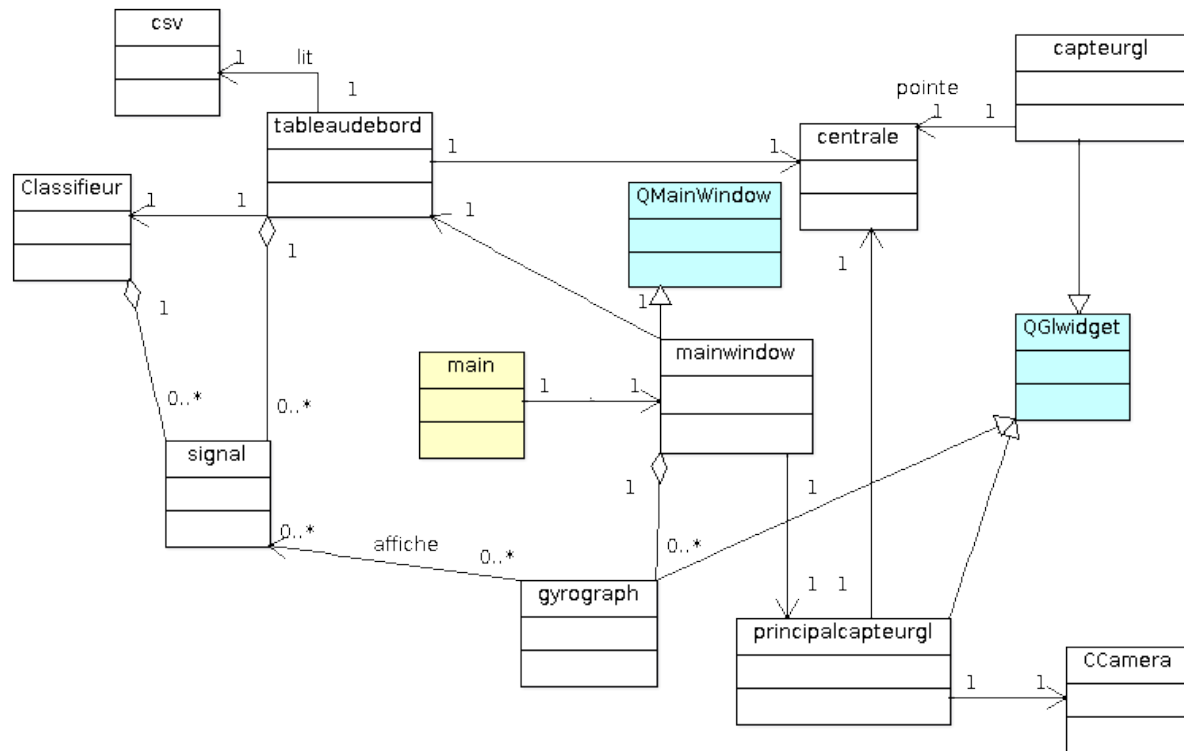 csv
1
lit
1
capteurgl
pointe
1
1
tableaudebord
centrale
1
1
Classifieur
1
1
QMainWindow
1
1
1
1
1
QGlwidget
mainwindow
main
1
1
0..*
0..*
signal
1
1
0..*
affiche
0..*
0..*
gyrograph
1
1
principalcapteurgl
CCamera
1
1